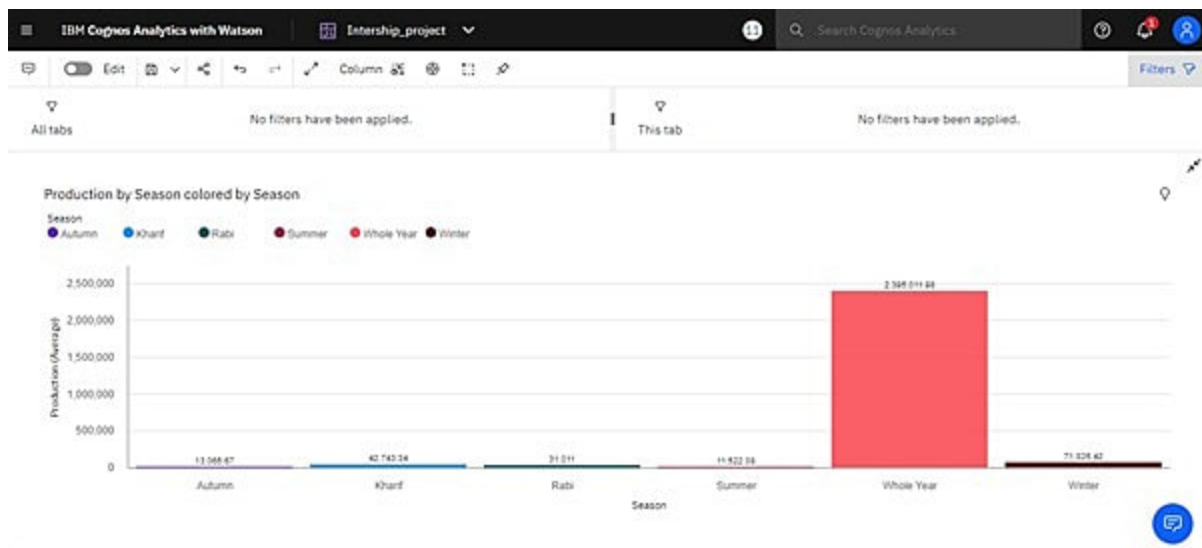 IBM Cognos Analytics with Watson
Intership_project
Search Cognos Analytics
1
Edit
Column
Filters
All tabs
No filters have been applied.
This tab
No filters have been applied.
Production by Season colored by Season
Season
Autumn Kharif Rabi Summer Whole Year Winter
Production (Average)
2,500,000
2,000,000
1,500,000
1,000,000
500,000
0
31,011
Autumn Kharif Rabi Summer Whole Year Winter
Season